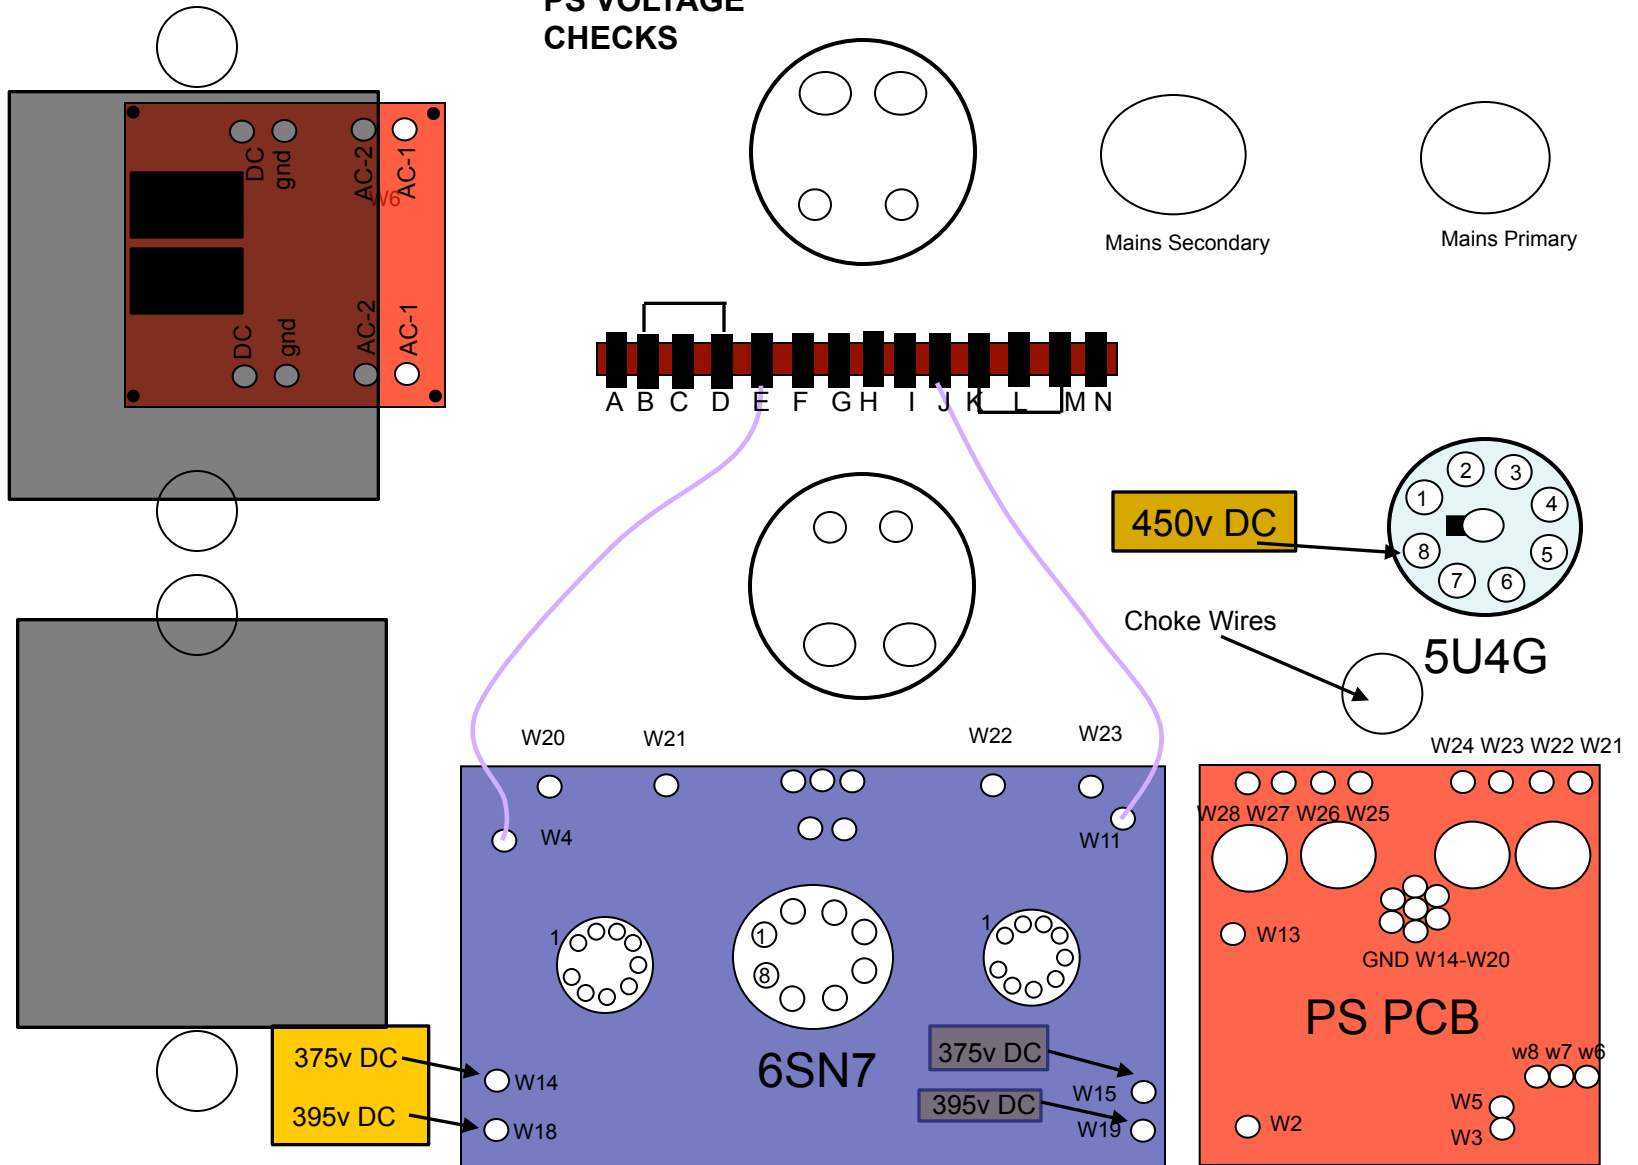 PS VOLTAGE
CHECKS
DC
gnd
AC-2
AC-1
W6
DC
gnd
AC-2
AC-1
Mains Secondary
Mains Primary
A B C D E F G H I J K L M N
450v DC
1
2
3
4
5
6
7
8
5U4G
Choke Wires
W20
W21
W22
W23
W4
W11
1
1
8
1
6SN7
375v DC
W14
395v DC
W18
375v DC
W15
395v DC
W19
W24 W23 W22 W21
W28 W27 W26 W25
W13
GND W14-W20
PS PCB
w8 w7 w6
W5
W3
W2